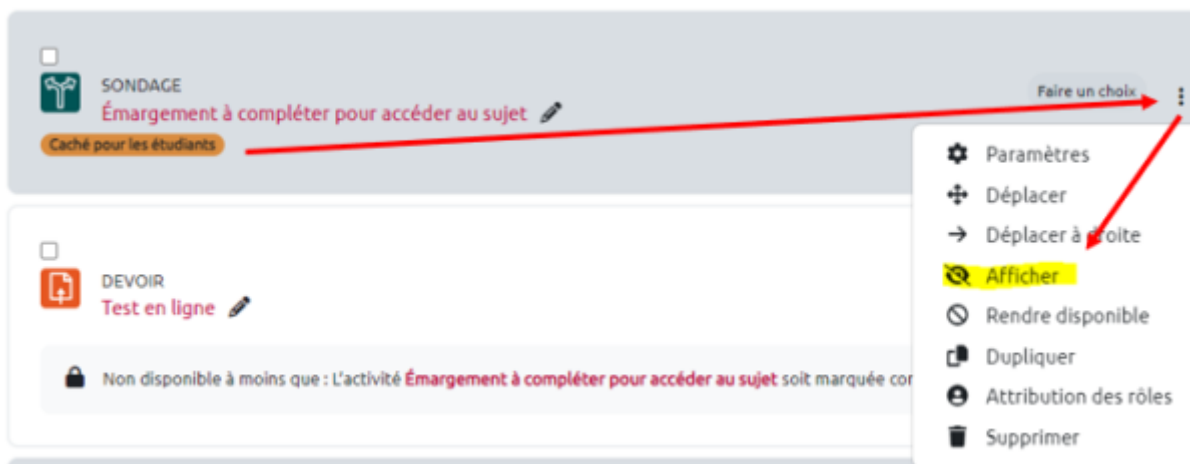 SONDAGE
Émargement à compléter pour accéder au sujet
Caché pour les étudiants
Faire un choix
Paramètres
Déplacer
Déplacer à droite
Afficher
Rendre disponible
Dupliquer
Attribution des rôles
Supprimer
DEVOIR
Test en ligne
Non disponible à moins que : L'activité Émargement à compléter pour accéder au sujet soit marquée